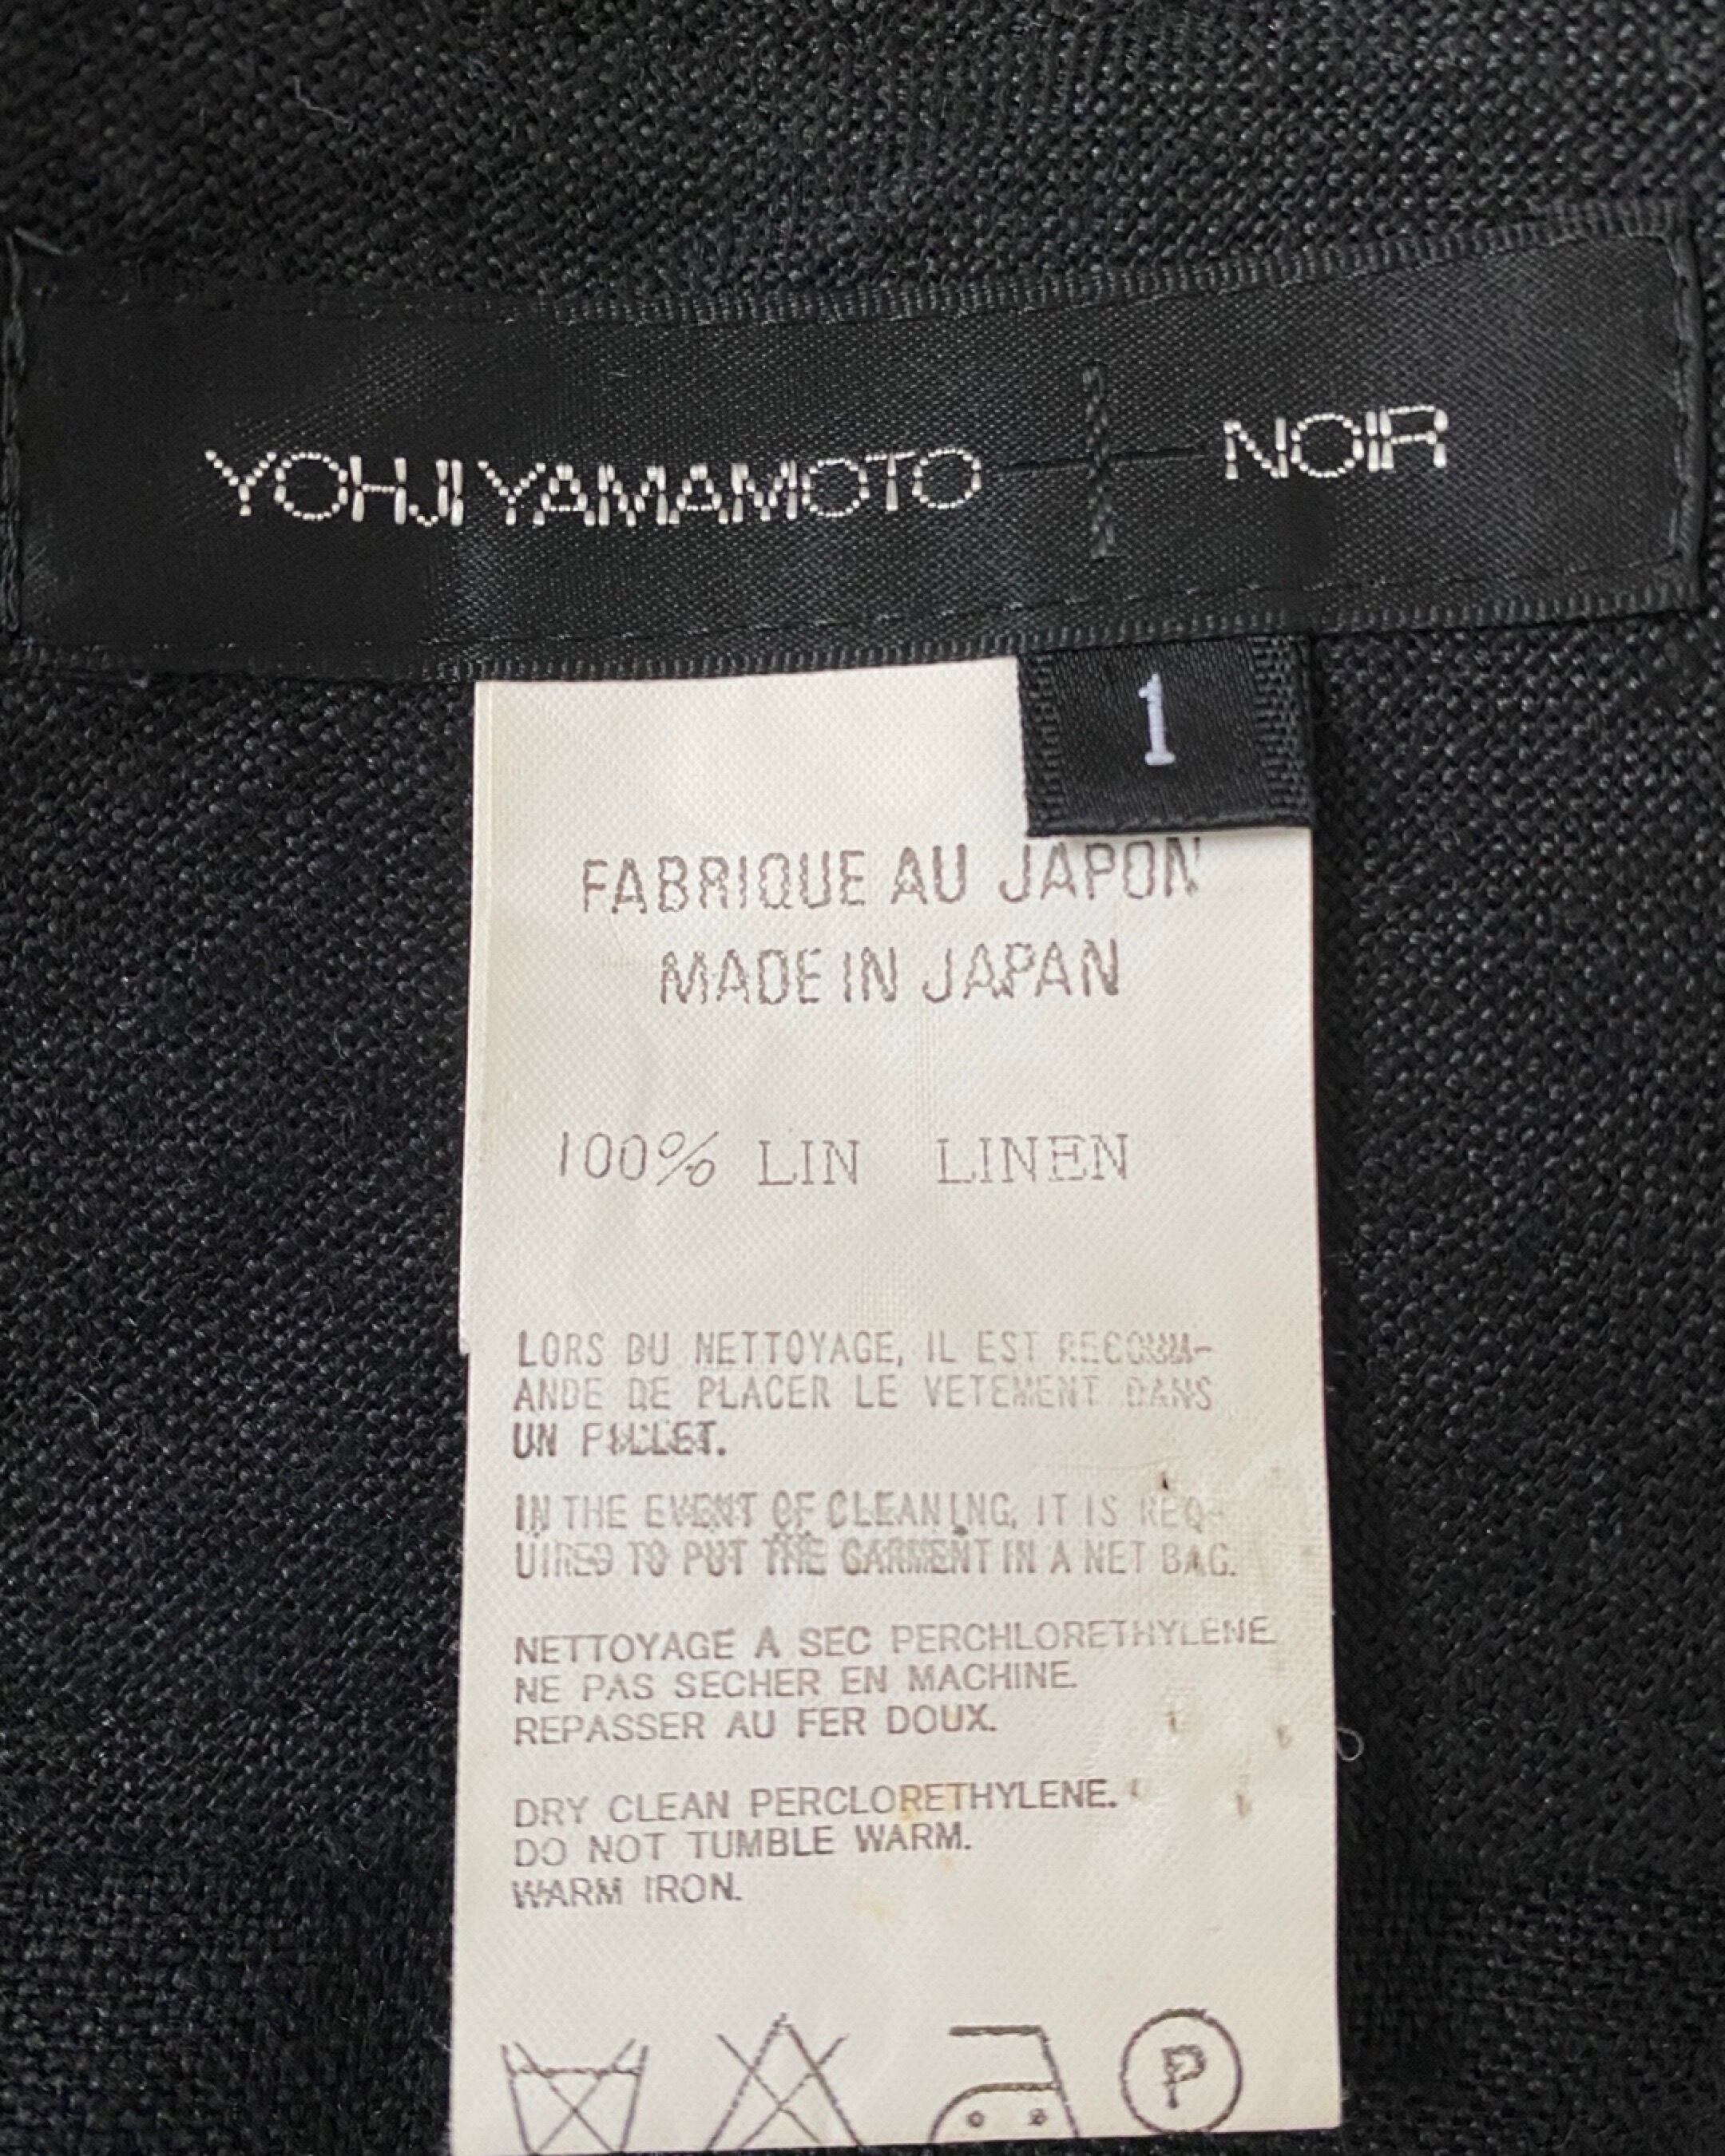 YOHJI YAMAMOTO + NOIR
1
FABRIQUE AU JAPON
MADE IN JAPAN
100% LIN LINEN
LORS DU NETTOYAGE, IL EST RECOMM-
ANDE DE PLACER LE VETEMENT DANS
UN FILLET.
IN THE EVENT OF CLEANING, IT IS REQ-
UIRED TO PUT THE GARMENT IN A NET BAG.
NETTOYAGE A SEC PERCHLORETHYLENE
NE PAS SECHER EN MACHINE.
REPASSER AU FER DOUX.
DRY CLEAN PERCLORETHYLENE.
DO NOT TUMBLE WARM.
WARM IRON.
P